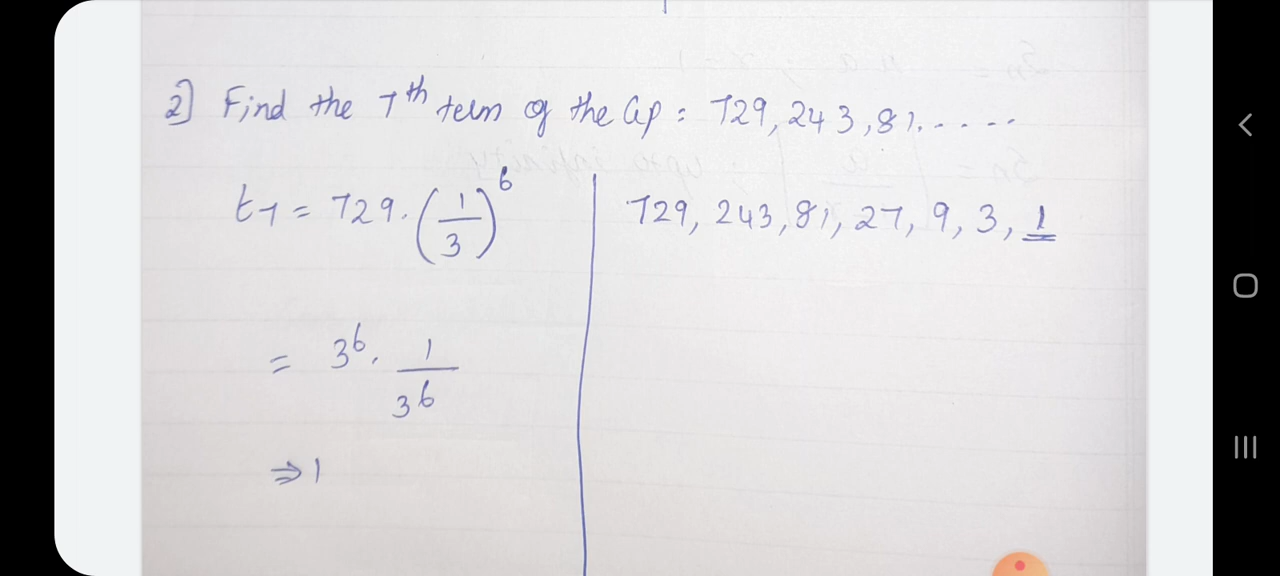 2] Find the 7th term of the GP : 729, 243, 81. . . . .
t7 = 729. (1/3)^6
= 3^6. 1/3^6
⇒ 1
729, 243, 81, 27, 9, 3, 1